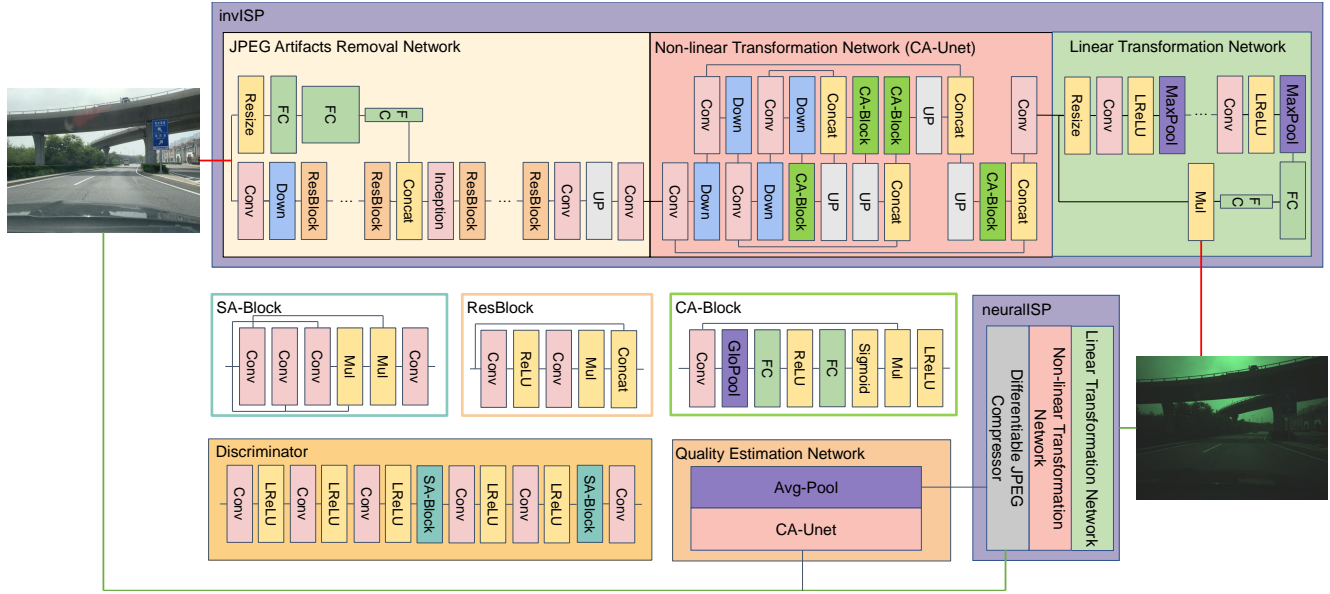 invISP
JPEG Artifacts Removal Network
Resize
FC
FC
FC
Conv
Down
ResBlock
...
ResBlock
Concat
Inception
ResBlock
...
ResBlock
Conv
UP
Conv
Non-linear Transformation Network (CA-Unet)
Conv
Down
Conv
Down
Concat
CA-Block
CA-Block
UP
Concat
Conv
Conv
Down
Conv
Down
CA-Block
UP
UP
Concat
UP
CA-Block
Concat
Linear Transformation Network
Resize
Conv
LReLU
MaxPool
...
Conv
LReLU
MaxPool
Mul
FC
FC
SA-Block
Conv
Conv
Conv
Mul
Mul
Conv
ResBlock
Conv
ReLU
Conv
Mul
Concat
CA-Block
Conv
GloPool
FC
ReLU
FC
Sigmoid
Mul
LReLU
neuralISP
Differentiable JPEG
Compressor
Non-linear Transformation
Network
Linear Transformation Network
Discriminator
Conv
LReLU
Conv
LReLU
Conv
LReLU
SA-Block
Conv
LReLU
Conv
LReLU
SA-Block
Conv
Quality Estimation Network
Avg-Pool
CA-Unet